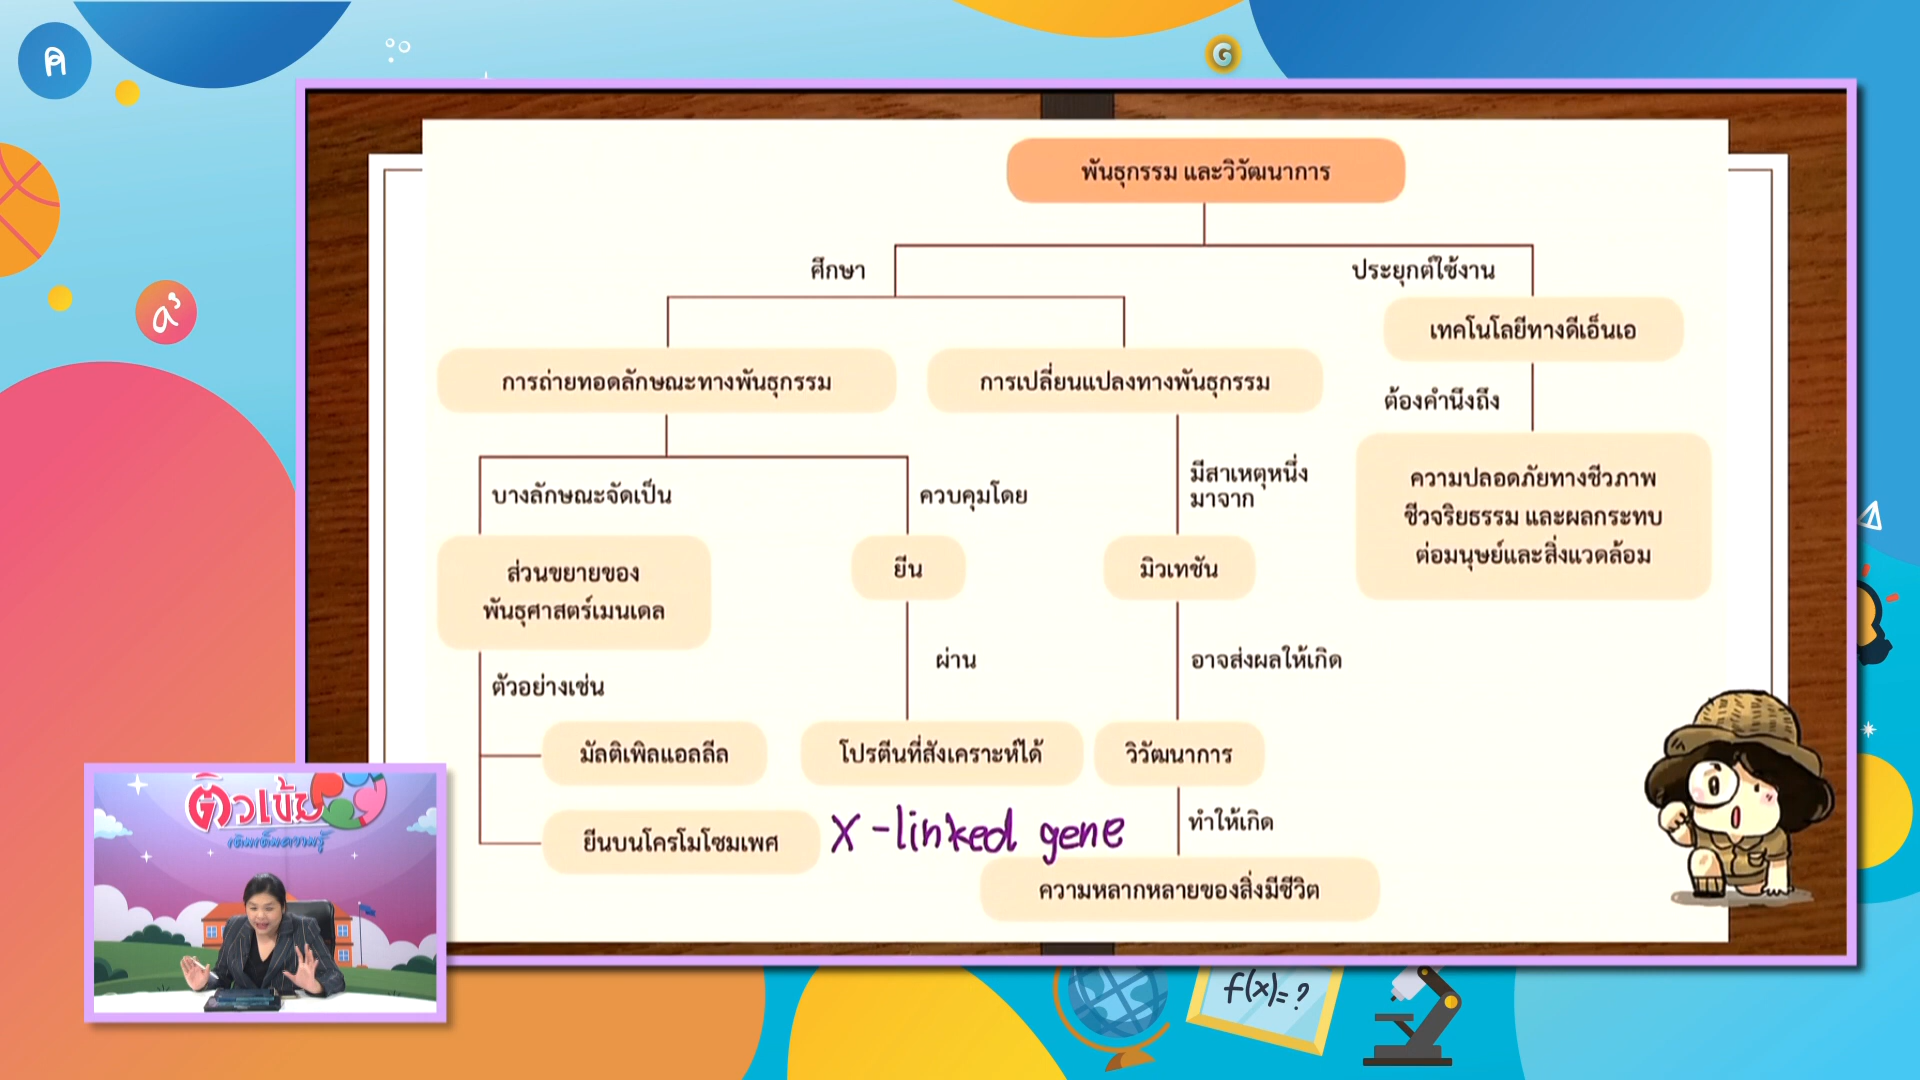 ค
G
a³
พันธุกรรม และวิวัฒนาการ
ศึกษา
ประยุกต์ใช้งาน
เทคโนโลยีทางดีเอ็นเอ
การถ่ายทอดลักษณะทางพันธุกรรม
การเปลี่ยนแปลงทางพันธุกรรม
ต้องคำนึงถึง
ความปลอดภัยทางชีวภาพ
ชีวจริยธรรม และผลกระทบ
ต่อมนุษย์และสิ่งแวดล้อม
บางลักษณะจัดเป็น
ควบคุมโดย
มีสาเหตุหนึ่ง
มาจาก
ส่วนขยายของ
พันธุศาสตร์เมนเดล
ยีน
มิวเทชัน
ตัวอย่างเช่น
ผ่าน
อาจส่งผลให้เกิด
มัลติเพิลแอลลีล
โปรตีนที่สังเคราะห์ได้
วิวัฒนาการ
ยีนบนโครโมโซมเพศ
X-linked gene
ทำให้เกิด
ความหลากหลายของสิ่งมีชีวิต
ติวเข้ม
เติมเต็มความรู้
f(x)=?